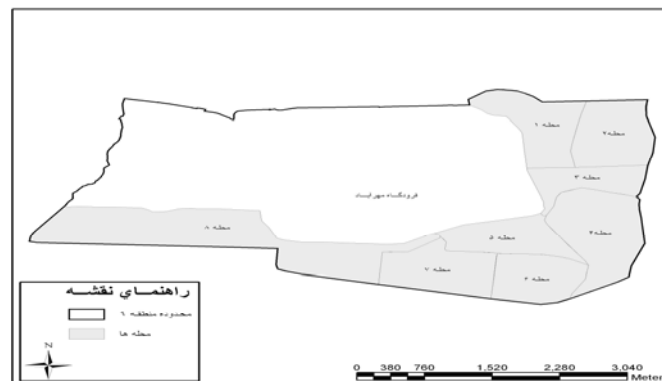 محله ۱
محله ۲
محله ۳
فرودگاه مهرآباد
محله ۴
محله ۵
محله ۸
محله ۷
محله ۶
راهنماي نقشه
محدوده منطقه ٦
محله ها
N
0 380 760 1,520 2,280 3,040
Meter